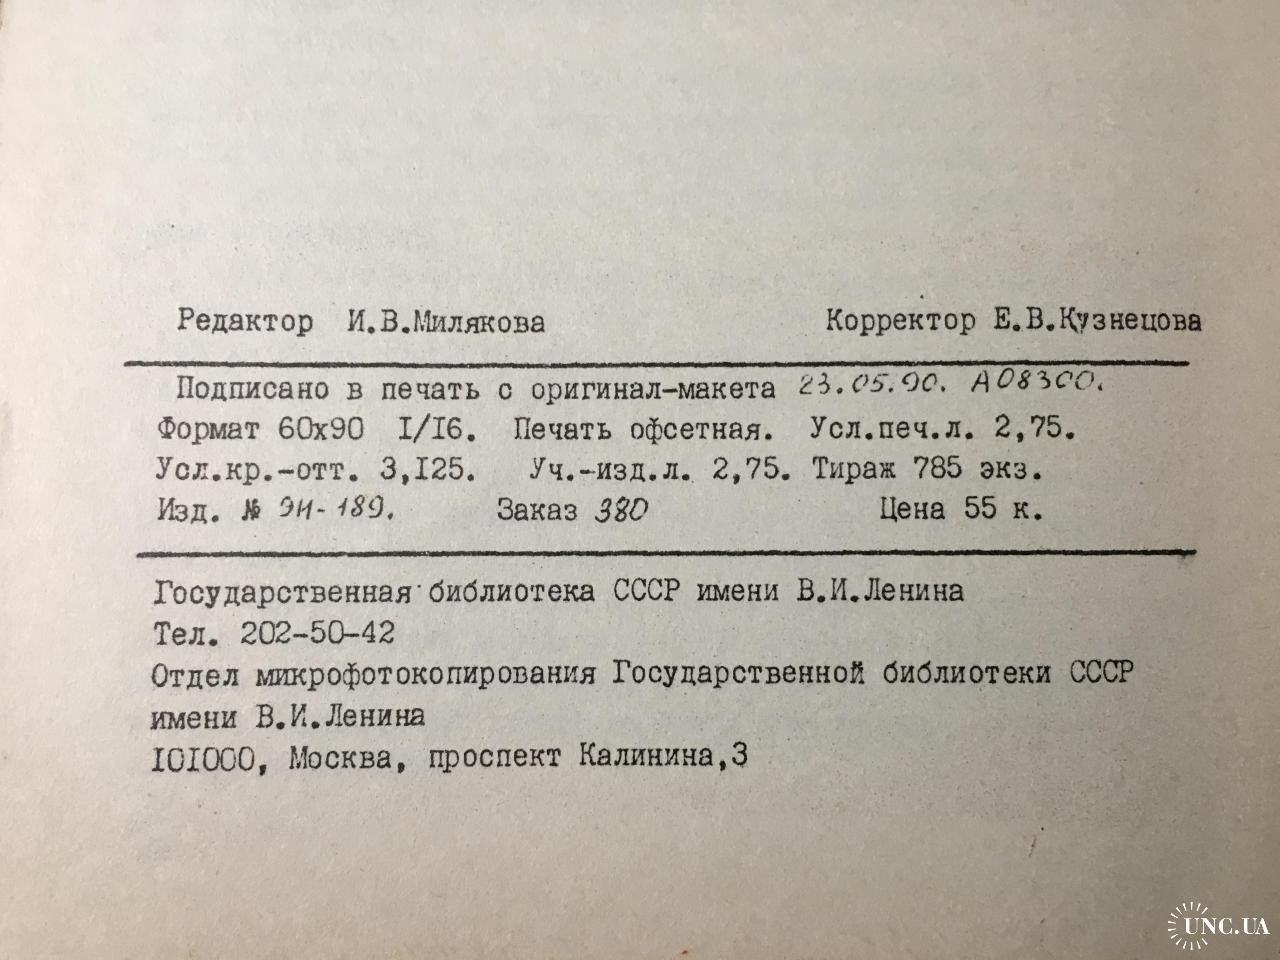 Редактор И.В.Милякова Корректор Е.В.Кузнецова
Подписано в печать с оригинал-макета 23.05.90. А08300.
Формат 60х90 I/I6. Печать офсетная. Усл.печ.л. 2,75.
Усл.кр.-отт. 3,I25. Уч.-изд.л. 2,75. Тираж 785 экз.
Изд. № 9Н-189. Заказ 380 Цена 55 к.
Государственная библиотека СССР имени В.И.Ленина
Тел. 202-50-42
Отдел микрофотокопирования Государственной библиотеки СССР
имени В.И.Ленина
I0I000, Москва, проспект Калинина,3
UNC.UA